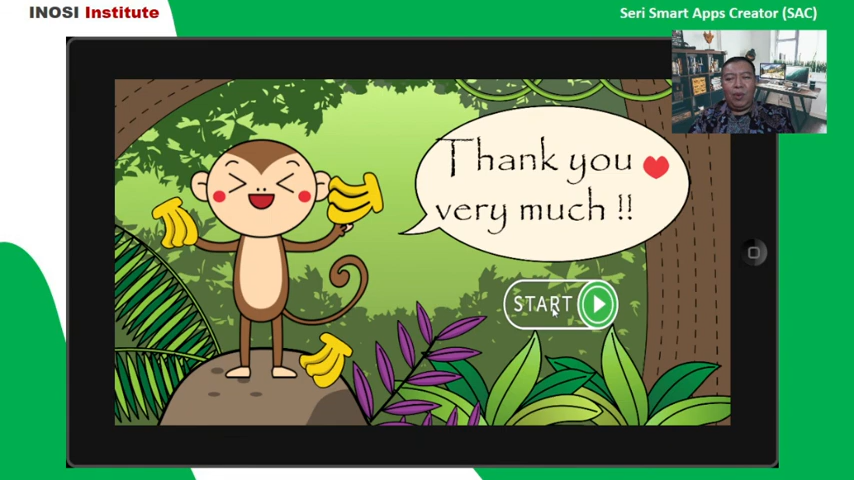 INOSI Institute
Seri Smart Apps Creator (SAC)
Thank you
very much !!
START